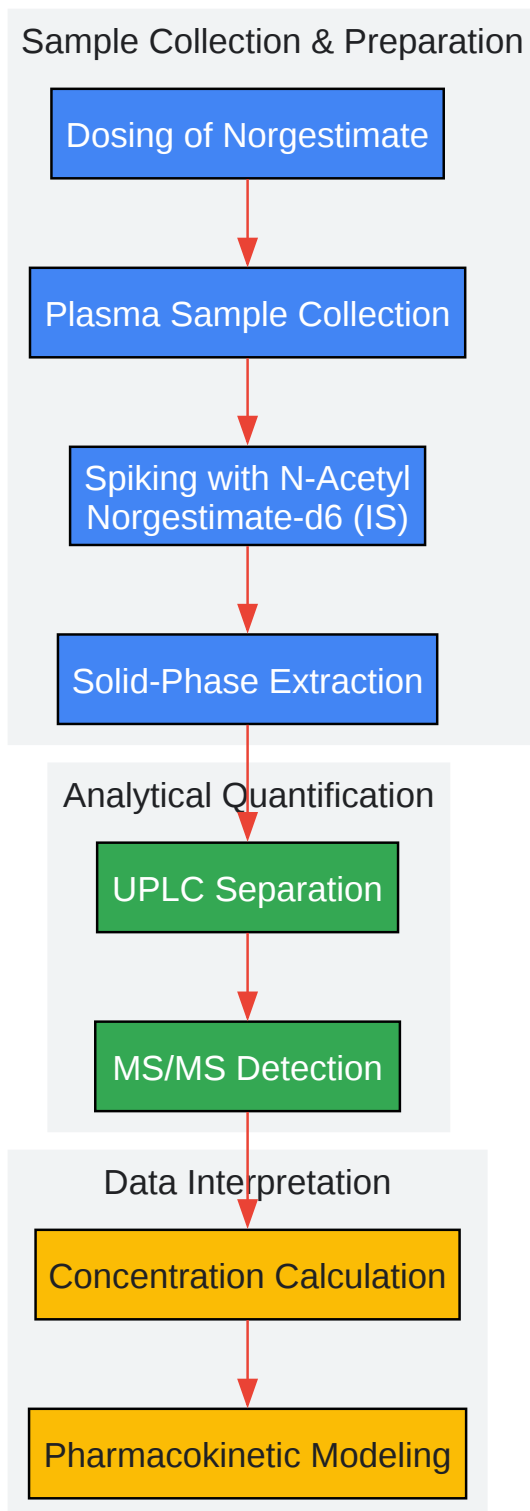 Sample Collection & Preparation
Dosing of Norgestimate
Plasma Sample Collection
Spiking with N-Acetyl
Norgestimate-d6 (IS)
Solid-Phase Extraction
Analytical Quantification
UPLC Separation
MS/MS Detection
Data Interpretation
Concentration Calculation
Pharmacokinetic Modeling